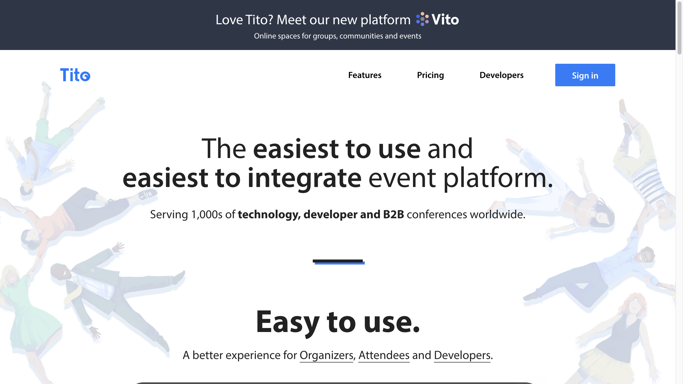 Love Tito? Meet our new platform Vito
Online spaces for groups, communities and events
Tito
Features
Pricing
Developers
Sign in
The easiest to use and
easiest to integrate event platform.
Serving 1,000s of technology, developer and B2B conferences worldwide.
Easy to use.
A better experience for Organizers, Attendees and Developers.